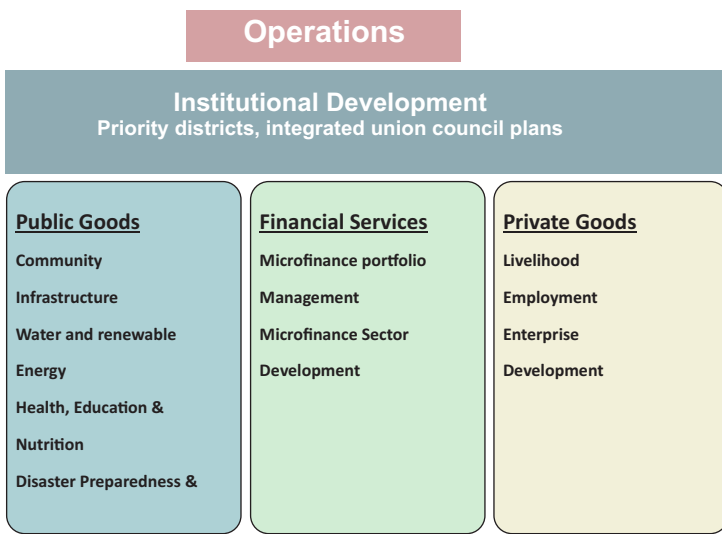 Operations
Institutional Development
Priority districts, integrated union council plans
Public Goods
Community
Infrastructure
Water and renewable
Energy
Health, Education &
Nutrition
Disaster Preparedness &
Financial Services
Microfinance portfolio
Management
Microfinance Sector
Development
Private Goods
Livelihood
Employment
Enterprise
Development